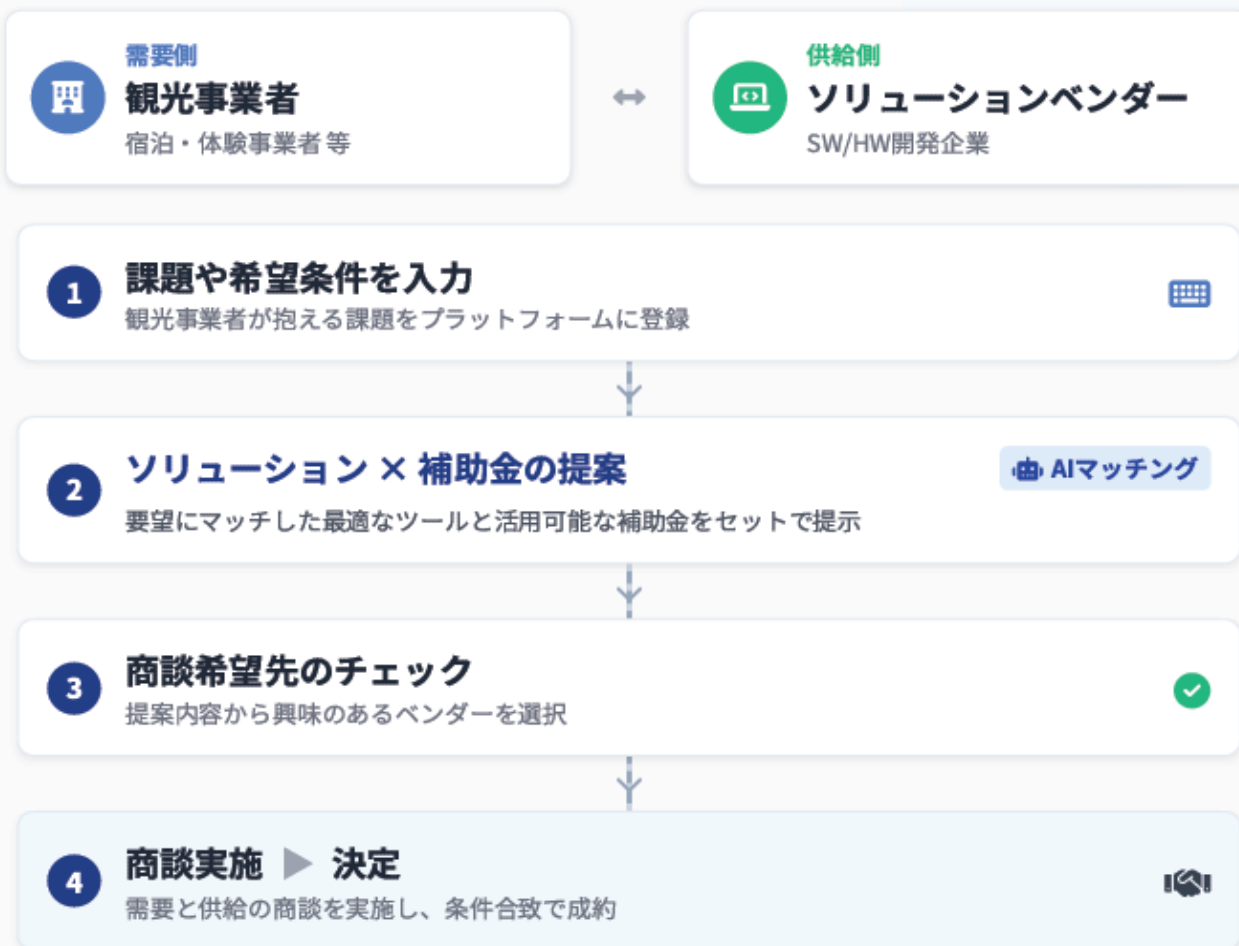 需要側
観光事業者
宿泊・体験事業者 等
供給側
ソリューションベンダー
SW/HW開発企業
1
課題や希望条件を入力
観光事業者が抱える課題をプラットフォームに登録
2
ソリューション × 補助金の提案
AIマッチング
要望にマッチした最適なツールと活用可能な補助金をセットで提示
3
商談希望先のチェック
提案内容から興味のあるベンダーを選択
4
商談実施 ▶ 決定
需要と供給の商談を実施し、条件合致で成約